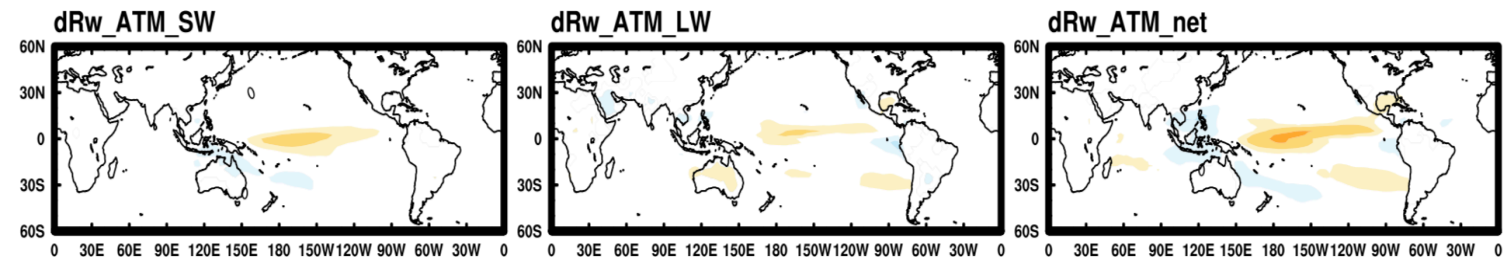 dRw_ATM_SW dRw_ATM_LW dRw_ATM_net
60N 60N 60N
30N 30N 30N
0 0 0
30S 30S 30S
60S 60S 60S
0 30E 60E 90E 120E 150E 180 150W 120W 90W 60W 30W 0 0 30E 60E 90E 120E 150E 180 150W 120W 90W 60W 30W 0 0 30E 60E 90E 120E 150E 180 150W 120W 90W 60W 30W 0